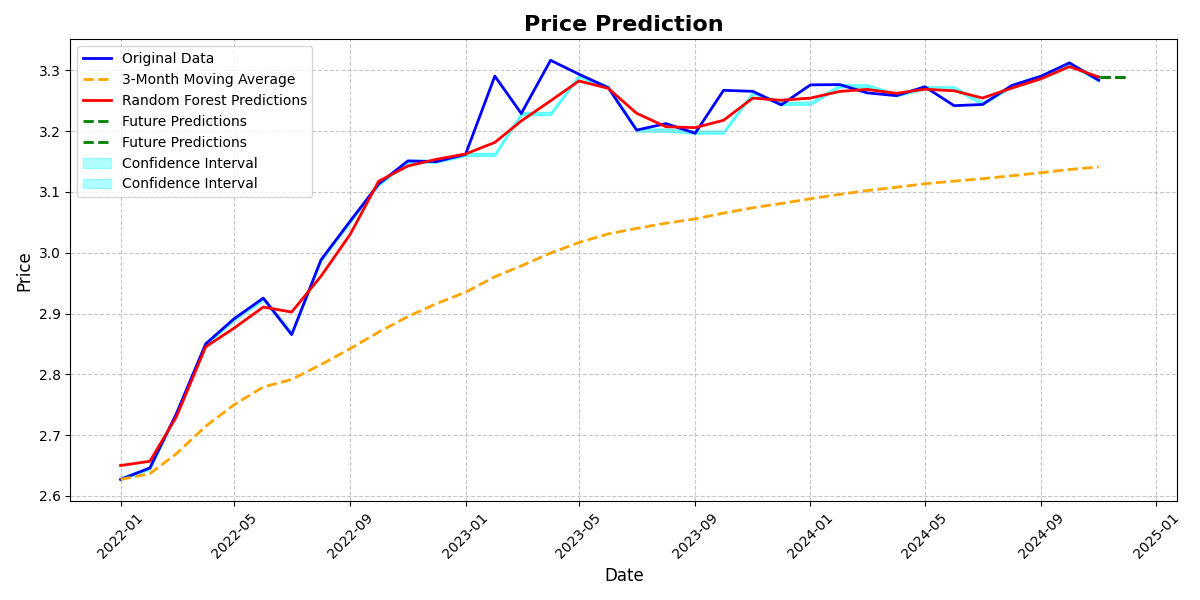 Price Prediction
Original Data
3-Month Moving Average
Random Forest Predictions
Future Predictions
Future Predictions
Confidence Interval
Confidence Interval
Price
3.3
3.2
3.1
3.0
2.9
2.8
2.7
2.6
2022-01
2022-05
2022-09
2023-01
2023-05
2023-09
2024-01
2024-05
2024-09
2025-01
Date